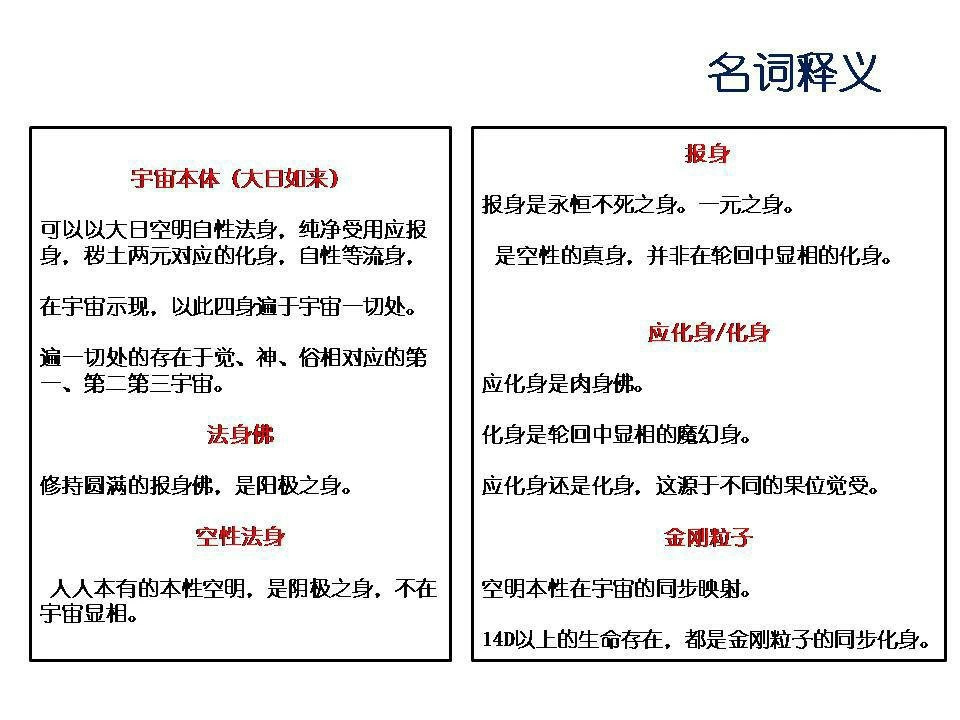 名词释义
宇宙本体（大日如来）
可以以大日空明自性法身，纯净受用应报
身，秽土两元对应的化身，自性等流身，
在宇宙示现，以此四身遍于宇宙一切处。
遍一切处的存在于觉、神、俗相对应的第
一、第二第三宇宙。
法身佛
修持圆满的报身佛，是阳极之身。
空性法身
人人本有的本性空明，是阴极之身，不在
宇宙显相。
报身
报身是永恒不死之身。一元之身。
是空性的真身，并非在轮回中显相的化身。
应化身/化身
应化身是肉身佛。
化身是轮回中显相的魔幻身。
应化身还是化身，这源于不同的果位觉受。
金刚粒子
空明本性在宇宙的同步映射。
14D以上的生命存在，都是金刚粒子的同步化身。